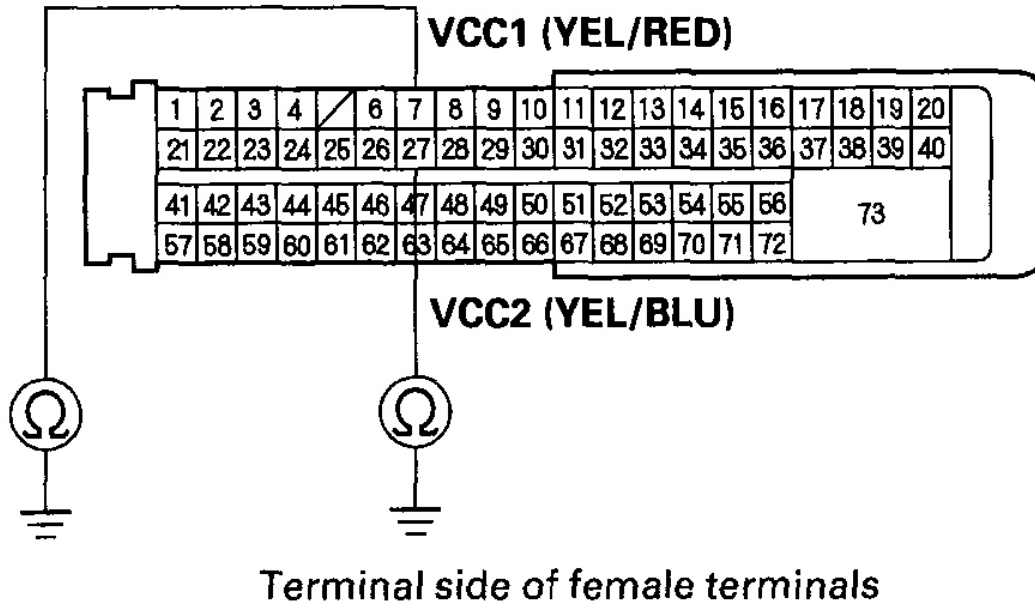 VCC1 (YEL/RED)
1 2 3 4 6 7 8 9 10 11 12 13 14 15 16 17 18 19 20
21 22 23 24 25 26 27 28 29 30 31 32 33 34 35 36 37 38 39 40
41 42 43 44 45 46 47 48 49 50 51 52 53 54 55 56 73
57 58 59 60 61 62 63 64 65 66 67 68 69 70 71 72
VCC2 (YEL/BLU)
Ω Ω
Terminal side of female terminals